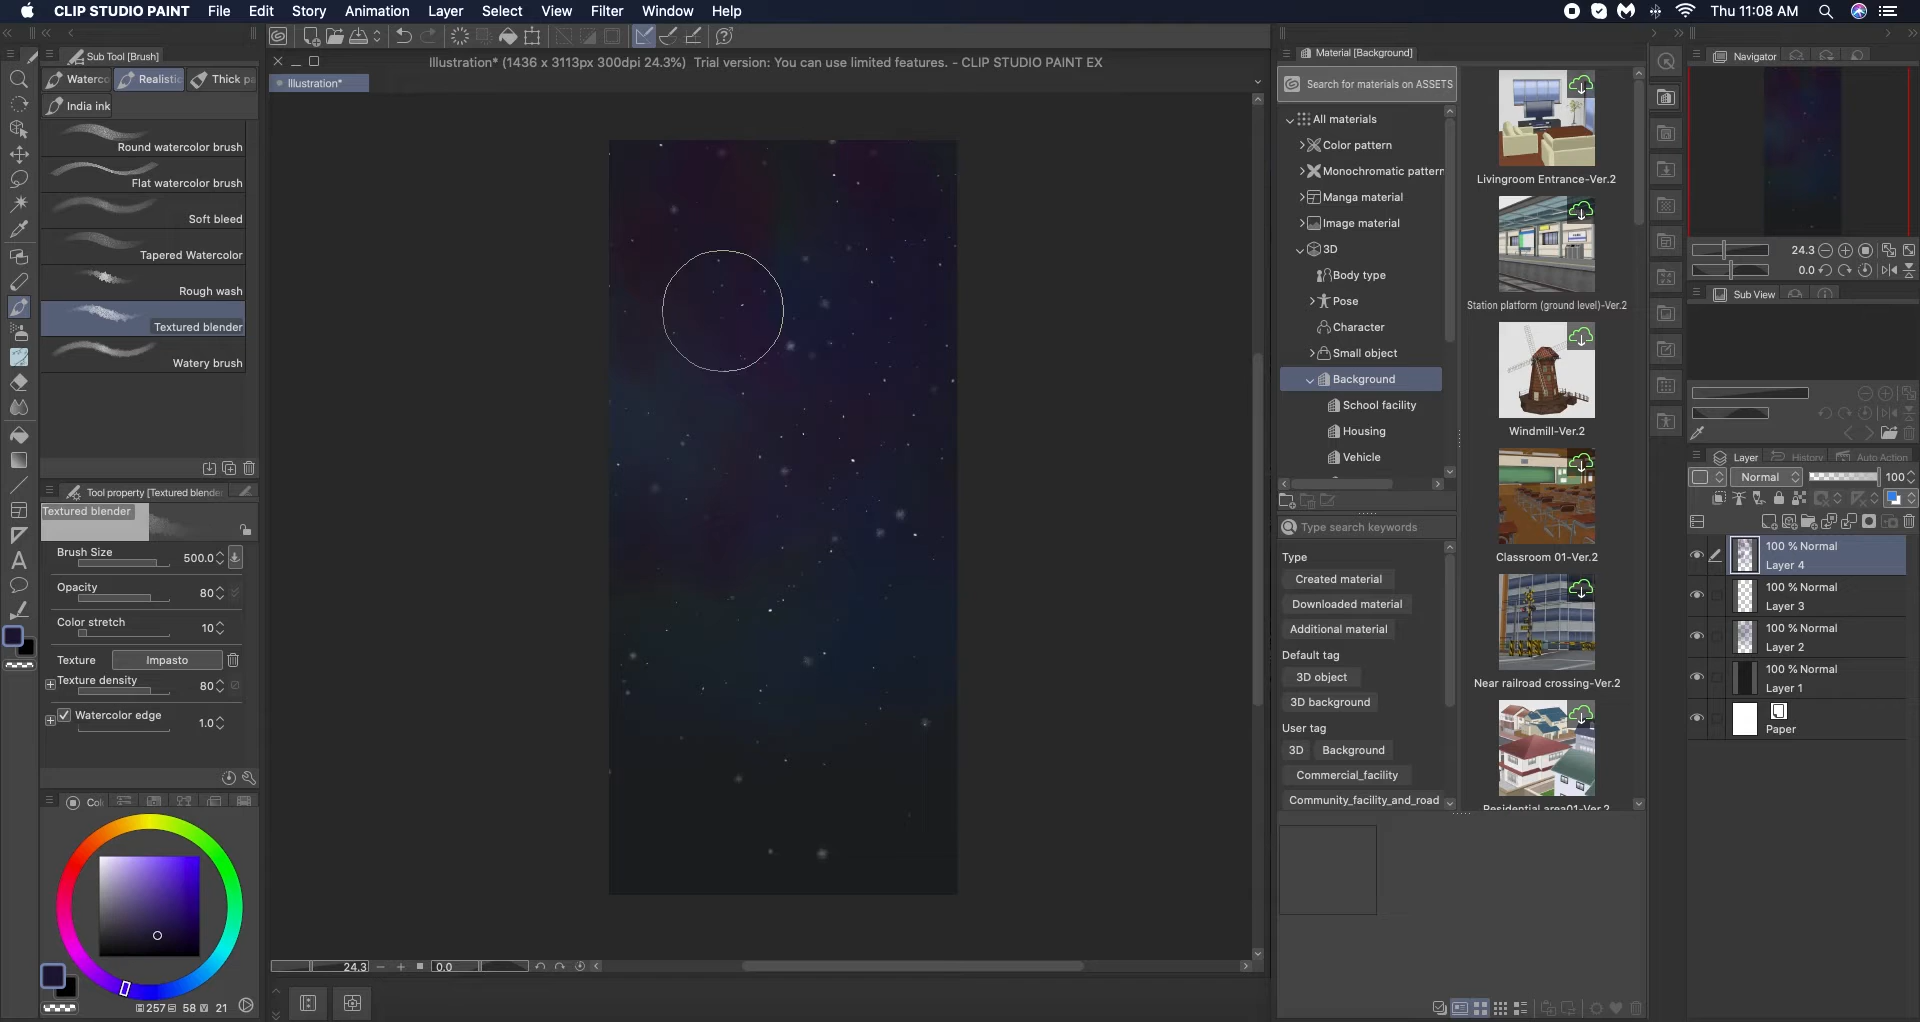 CLIP STUDIO PAINT File Edit Story Animation Layer Select View Filter Window Help Thu 11:08 AM
Illustration* (1436 x 3113px 300dpi 24.3%) Trial version: You can use limited features. - CLIP STUDIO PAINT EX
Illustration*
Sub Tool [Brush]
Waterco Realistic Thick pa
India ink
Round watercolor brush
Flat watercolor brush
Soft bleed
Tapered Watercolor
Rough wash
Textured blender
Watery brush
Tool property [Textured blende
Textured blender
Brush Size 500.0
Opacity 80
Color stretch 10
Texture Impasto
Texture density 80
Watercolor edge 1.0
Col
257 58 21
24.3 0.0
Material [Background]
Search for materials on ASSETS
All materials
Color pattern
Monochromatic pattern
Manga material
Image material
3D
Body type
Pose
Character
Small object
Background
School facility
Housing
Vehicle
Type search keywords
Type
Created material
Downloaded material
Additional material
Default tag
3D object
3D background
User tag
3D Background
Commercial_facility
Community_facility_and_road
Livingroom Entrance-Ver.2
Station platform (ground level)-Ver.2
Windmill-Ver.2
Classroom 01-Ver.2
Near railroad crossing-Ver.2
Residential area01-Ver.2
Navigator
24.3
0.0
Sub View
Layer History Auto Action
Normal 100
100 % Normal
Layer 4
100 % Normal
Layer 3
100 % Normal
Layer 2
100 % Normal
Layer 1
Paper